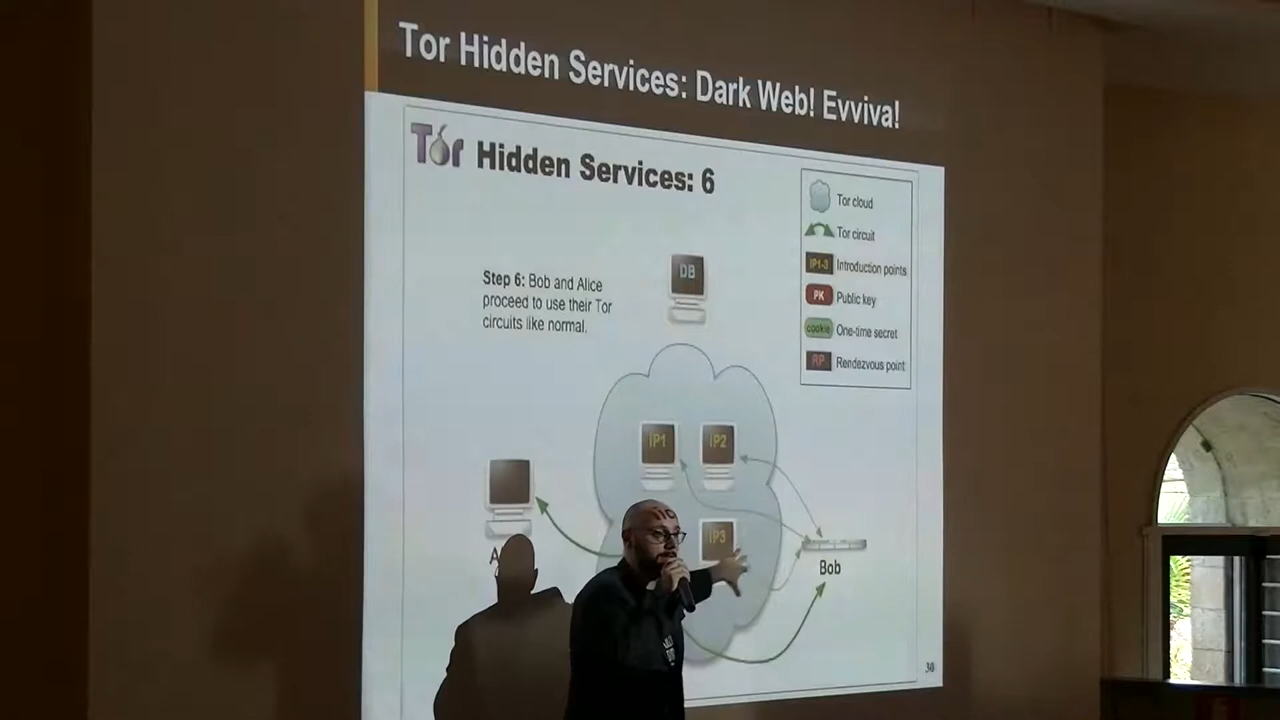 Tor Hidden Services: Dark Web! Evviva!
Tor Hidden Services: 6
Tor cloud
Tor circuit
IP1-3 Introduction points
PK Public key
cookie One-time secret
RP Rendezvous point
Step 6: Bob and Alice
proceed to use their Tor
circuits like normal.
DB
IP1
IP2
IP3
A
Bob
30